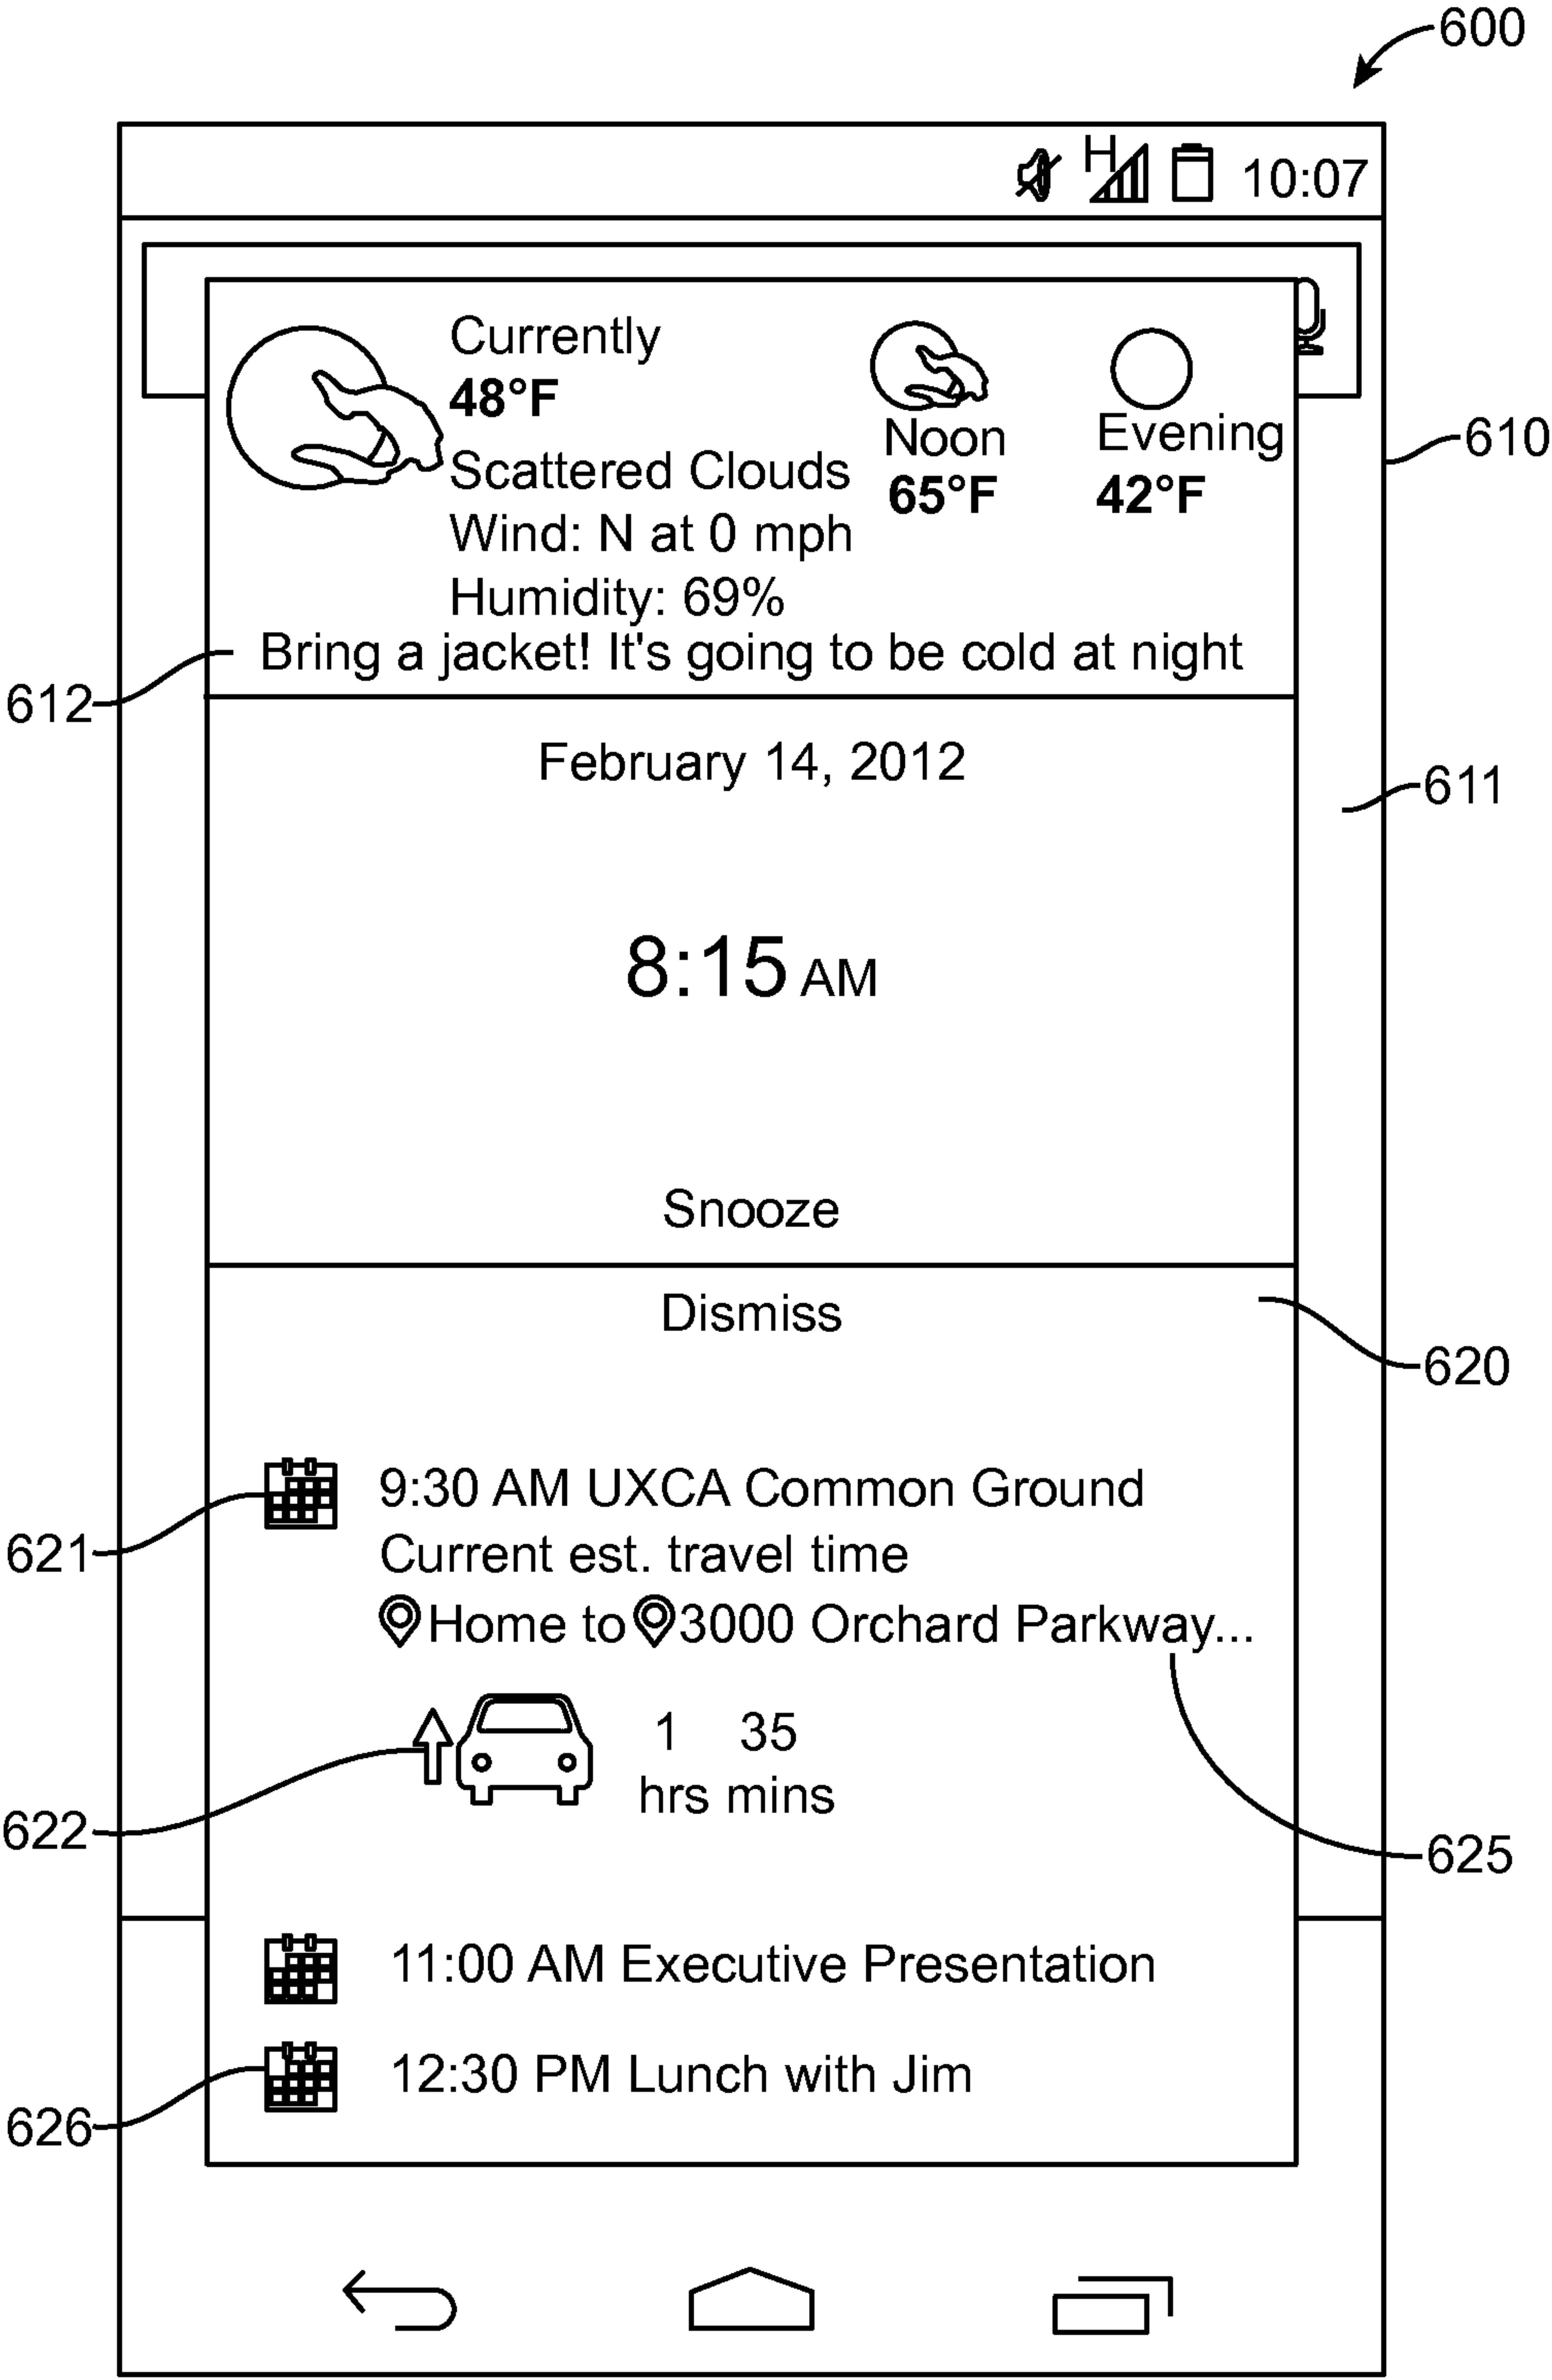 600
H 10:07
Currently
48°F
Noon
65°F
Evening
42°F
610
Scattered Clouds
Wind: N at 0 mph
Humidity: 69%
Bring a jacket! It's going to be cold at night
612
February 14, 2012
611
8:15 AM
Snooze
Dismiss
620
9:30 AM UXCA Common Ground
621
Current est. travel time
Home to 3000 Orchard Parkway...
1 35
hrs mins
622
625
11:00 AM Executive Presentation
12:30 PM Lunch with Jim
626